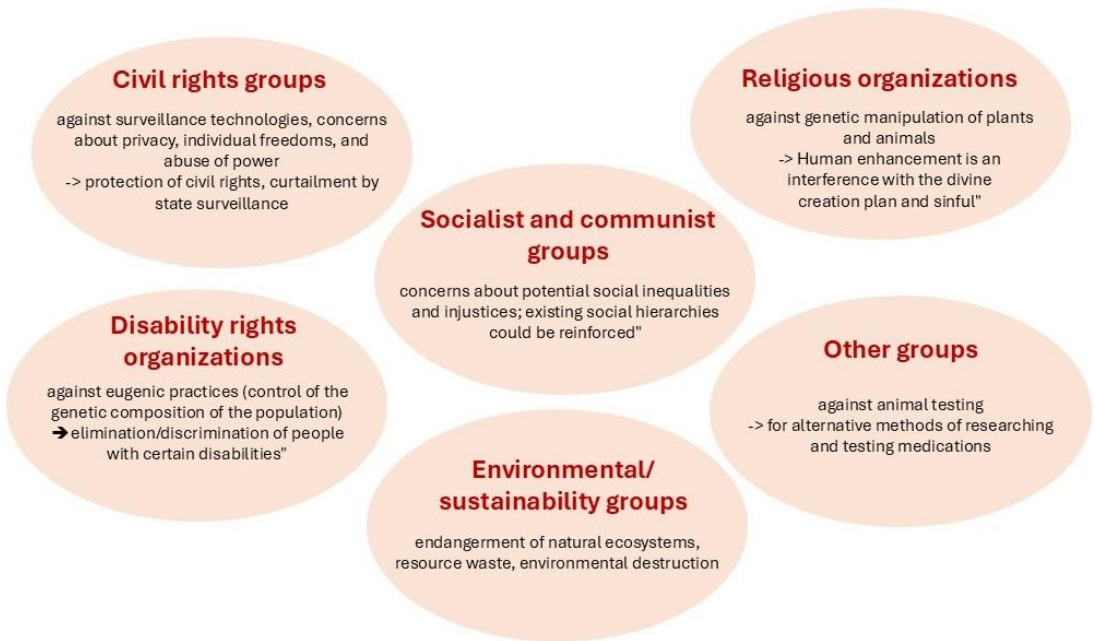 Civil rights groups
against surveillance technologies, concerns
about privacy, individual freedoms, and
abuse of power
-> protection of civil rights, curtailment by
state surveillance
Religious organizations
against genetic manipulation of plants
and animals
-> Human enhancement is an
interference with the divine
creation plan and sinful"
Socialist and communist
groups
concerns about potential social inequalities
and injustices; existing social hierarchies
could be reinforced"
Disability rights
organizations
against eugenic practices (control of the
genetic composition of the population)
➔ elimination/discrimination of people
with certain disabilities"
Other groups
against animal testing
-> for alternative methods of researching
and testing medications
Environmental/
sustainability groups
endangerment of natural ecosystems,
resource waste, environmental destruction